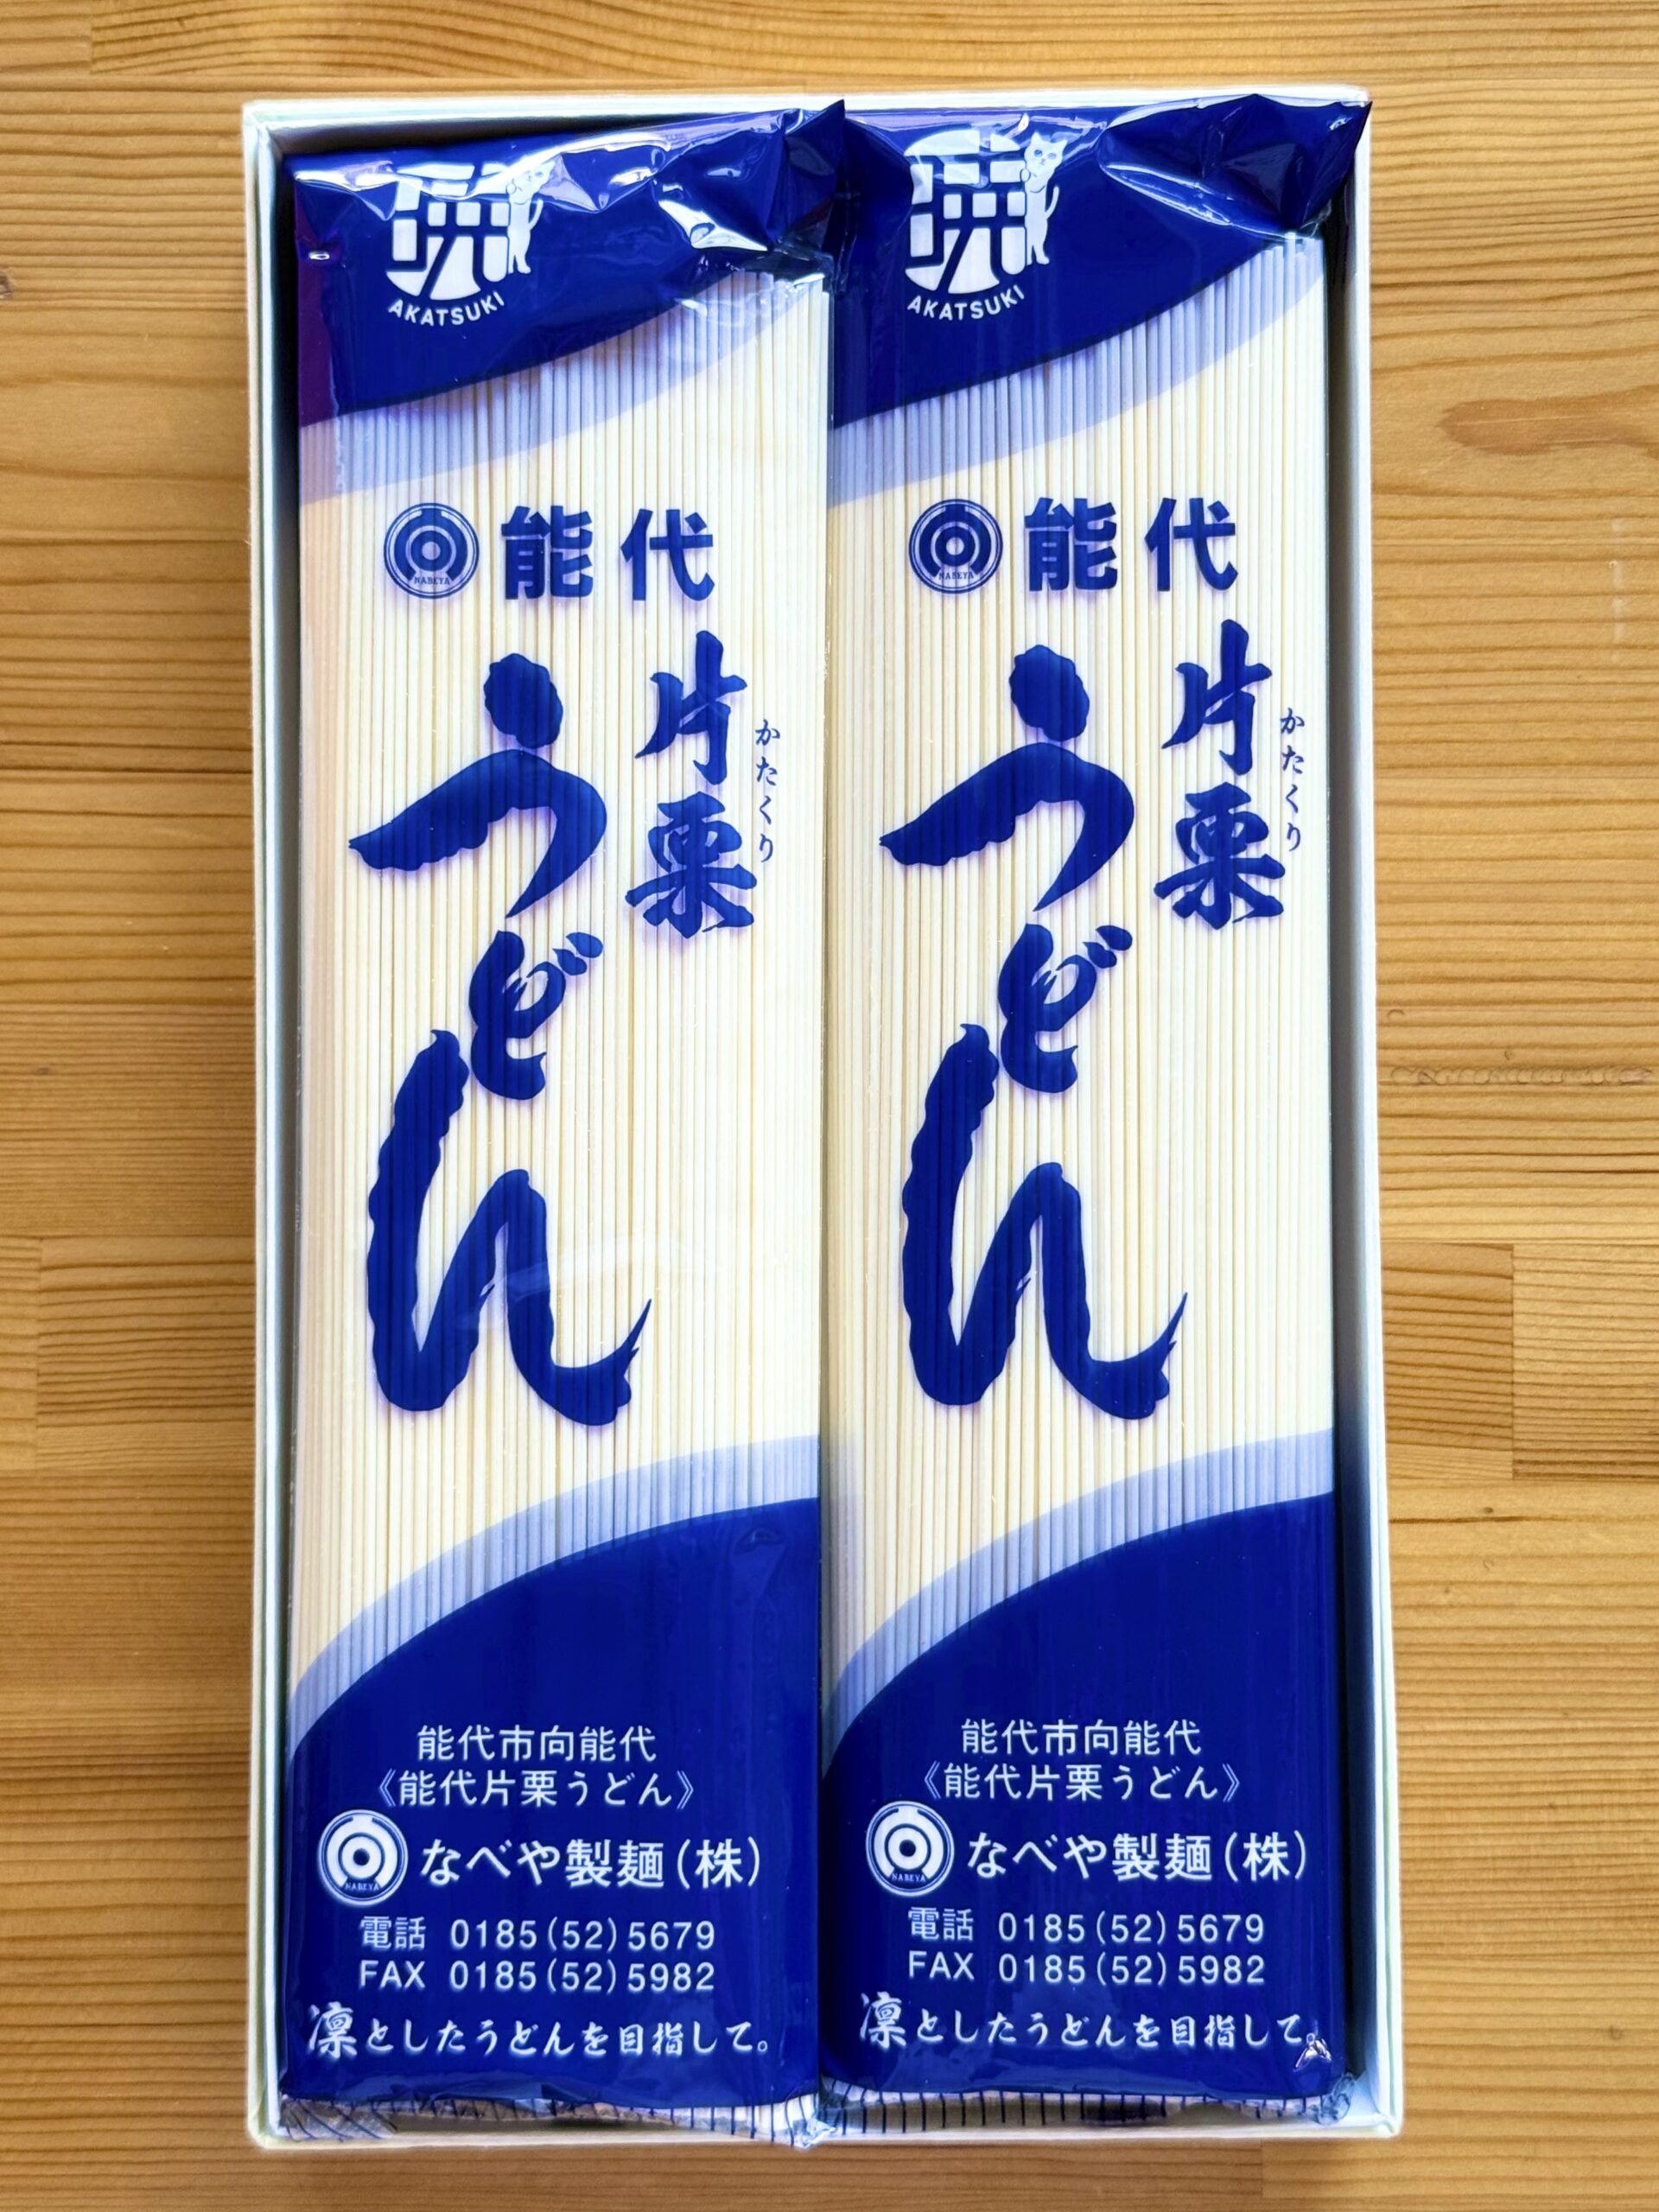 暁
AKATSUKI
NABEYA
能代
片栗
かたくり
うどん
能代市向能代
《能代片栗うどん》
NABEYA
なべや製麺(株)
電話 0185(52)5679
FAX 0185(52)5982
凛としたうどんを目指して。
暁
AKATSUKI
NABEYA
能代
片栗
かたくり
うどん
能代市向能代
《能代片栗うどん》
NABEYA
なべや製麺(株)
電話 0185(52)5679
FAX 0185(52)5982
凛としたうどんを目指して。